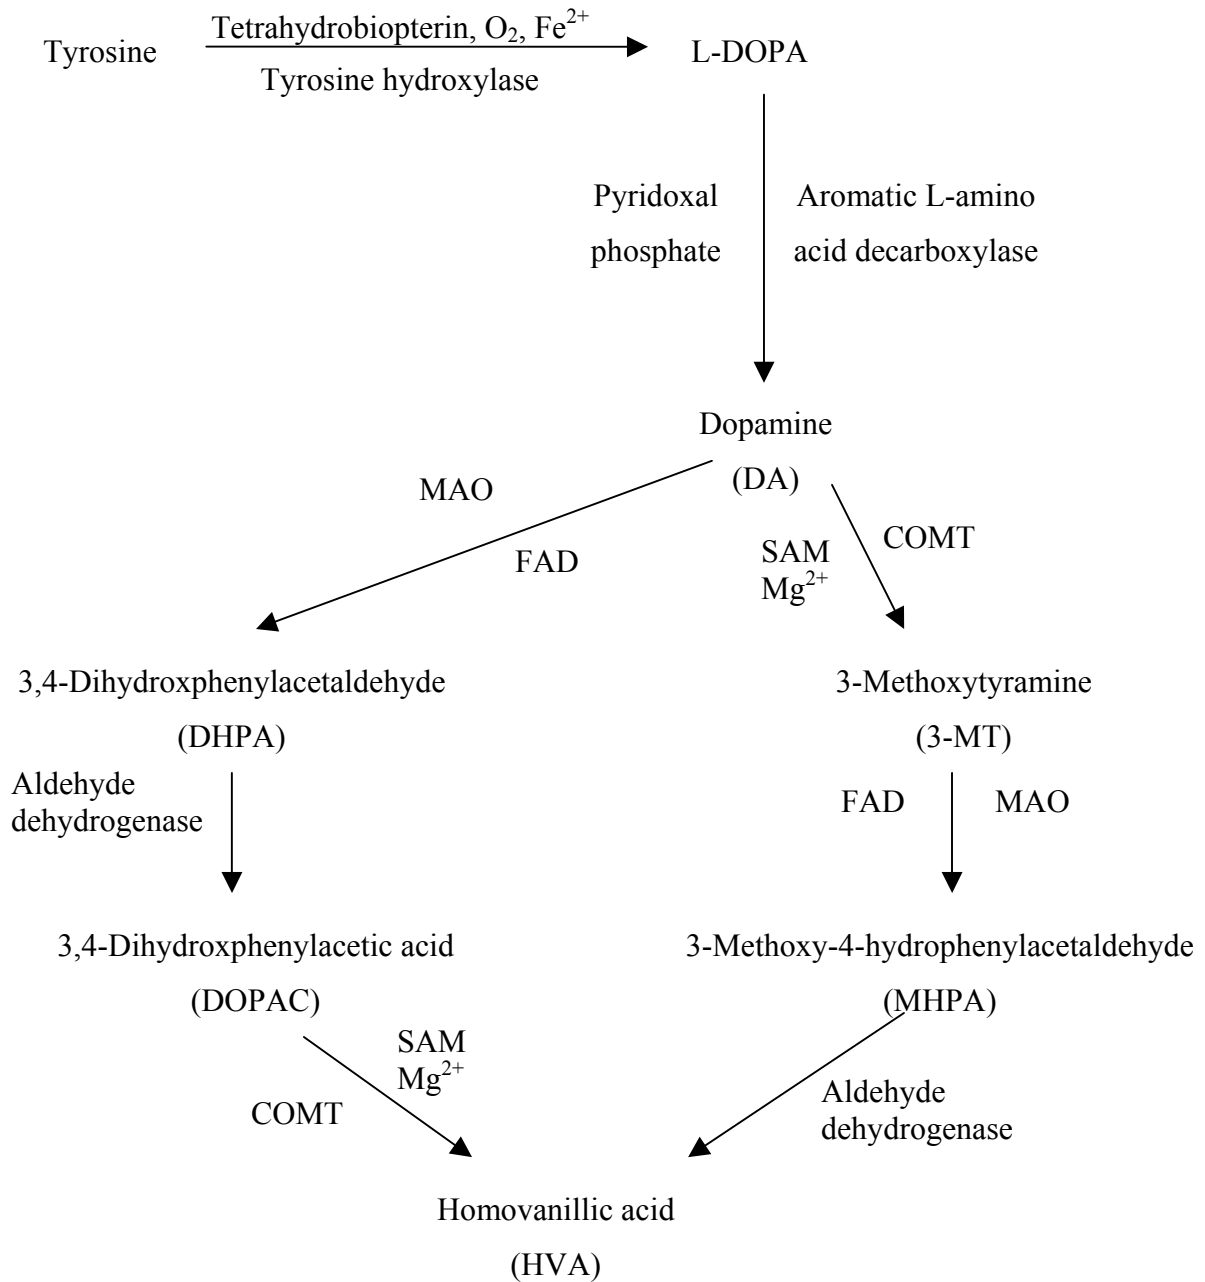 Tetrahydrobiopterin, O₂, Fe²⁺
Tyrosine
L-DOPA
Tyrosine hydroxylase
Pyridoxal
phosphate
Aromatic L-amino
acid decarboxylase
Dopamine
(DA)
MAO
FAD
SAM
Mg²⁺
COMT
3,4-Dihydroxphenylacetaldehyde
(DHPA)
3-Methoxytyramine
(3-MT)
Aldehyde
dehydrogenase
FAD
MAO
3,4-Dihydroxphenylacetic acid
(DOPAC)
3-Methoxy-4-hydrophenylacetaldehyde
(MHPA)
SAM
Mg²⁺
COMT
Aldehyde
dehydrogenase
Homovanillic acid
(HVA)